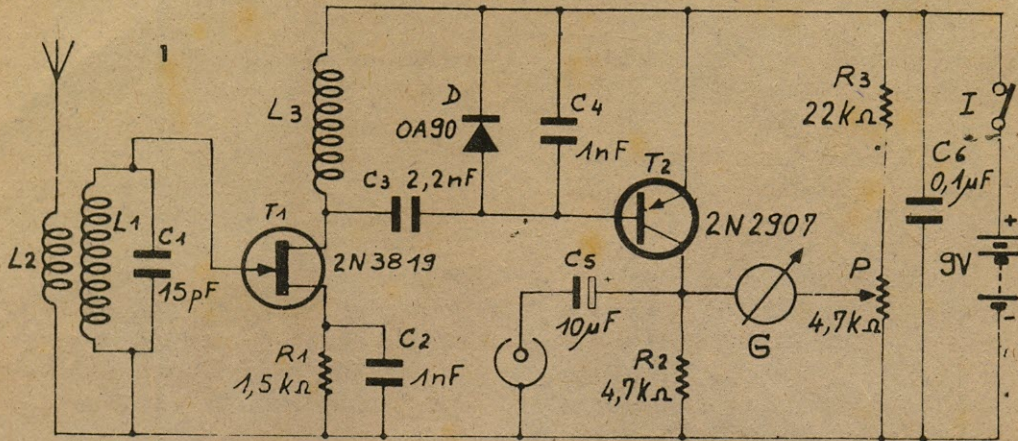 1
L3
D
OA90
C4
1nF
R3
22kΩ
I
C6
0,1µF
C3 2,2nF
T2
2N2907
L2
L1
C1
15pF
T1
2N3819
C5
+
10µF
G
P
4,7kΩ
9V
+
-
R1
1,5kΩ
C2
1nF
R2
4,7kΩ